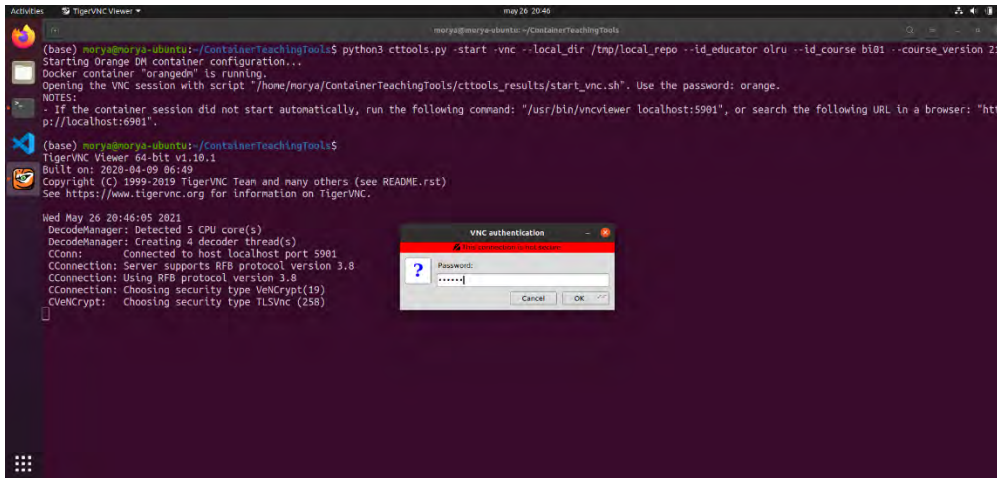 Activities TigerVNC Viewer ▾ may 26 20:46
morya@morya-ubuntu: ~/ContainerTeachingTools
(base) morya@morya-ubuntu:~/ContainerTeachingTools$ python3 cttools.py -start -vnc --local_dir /tmp/local_repo --id_educator olru --id_course bi01 --course_version 21
Starting Orange DM container configuration...
Docker container "orangedm" is running.
Opening the VNC session with script "/home/morya/ContainerTeachingTools/cttools_results/start_vnc.sh". Use the password: orange.
NOTES:
- If the container session did not start automatically, run the following command: "/usr/bin/vncviewer localhost:5901", or search the following URL in a browser: "htt
p://localhost:6901".
(base) morya@morya-ubuntu:~/ContainerTeachingTools$
TigerVNC Viewer 64-bit v1.10.1
Built on: 2020-04-09 06:49
Copyright (C) 1999-2019 TigerVNC Team and many others (see README.rst)
See https://www.tigervnc.org for information on TigerVNC.
Wed May 26 20:46:05 2021
DecodeManager: Detected 5 CPU core(s)
DecodeManager: Creating 4 decoder thread(s)
CConn: Connected to host localhost port 5901
CConnection: Server supports RFB protocol version 3.8
CConnection: Using RFB protocol version 3.8
CConnection: Choosing security type VeNCrypt(19)
CVeNCrypt: Choosing security type TLSVnc (258)
VNC authentication
This connection is not secure
Password:
••••••
Cancel OK